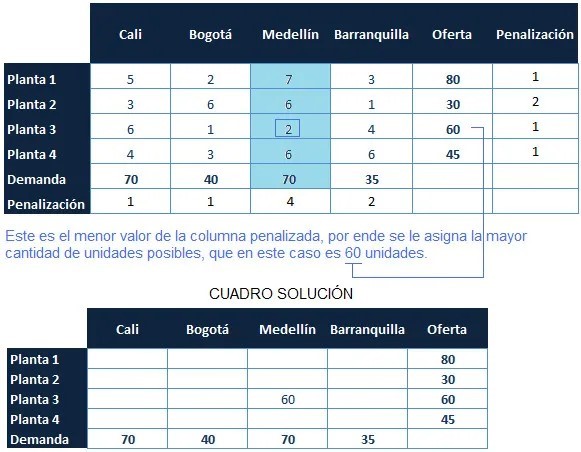 Cali Bogotá Medellín Barranquilla Oferta Penalización
Planta 1 5 2 7 3 80 1
Planta 2 3 6 6 1 30 2
Planta 3 6 1 2 4 60 1
Planta 4 4 3 6 6 45 1
Demanda 70 40 70 35
Penalización 1 1 4 2
Este es el menor valor de la columna penalizada, por ende se le asigna la mayor
cantidad de unidades posibles, que en este caso es 60 unidades.
CUADRO SOLUCIÓN
Cali Bogotá Medellín Barranquilla Oferta
Planta 1 80
Planta 2 30
Planta 3 60 60
Planta 4 45
Demanda 70 40 70 35